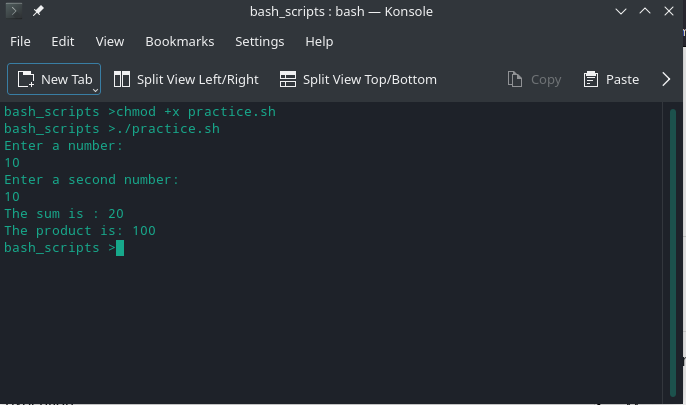 bash_scripts : bash — Konsole
File Edit View Bookmarks Settings Help
New Tab Split View Left/Right Split View Top/Bottom Copy Paste
bash_scripts >chmod +x practice.sh
bash_scripts >./practice.sh
Enter a number:
10
Enter a second number:
10
The sum is : 20
The product is: 100
bash_scripts >